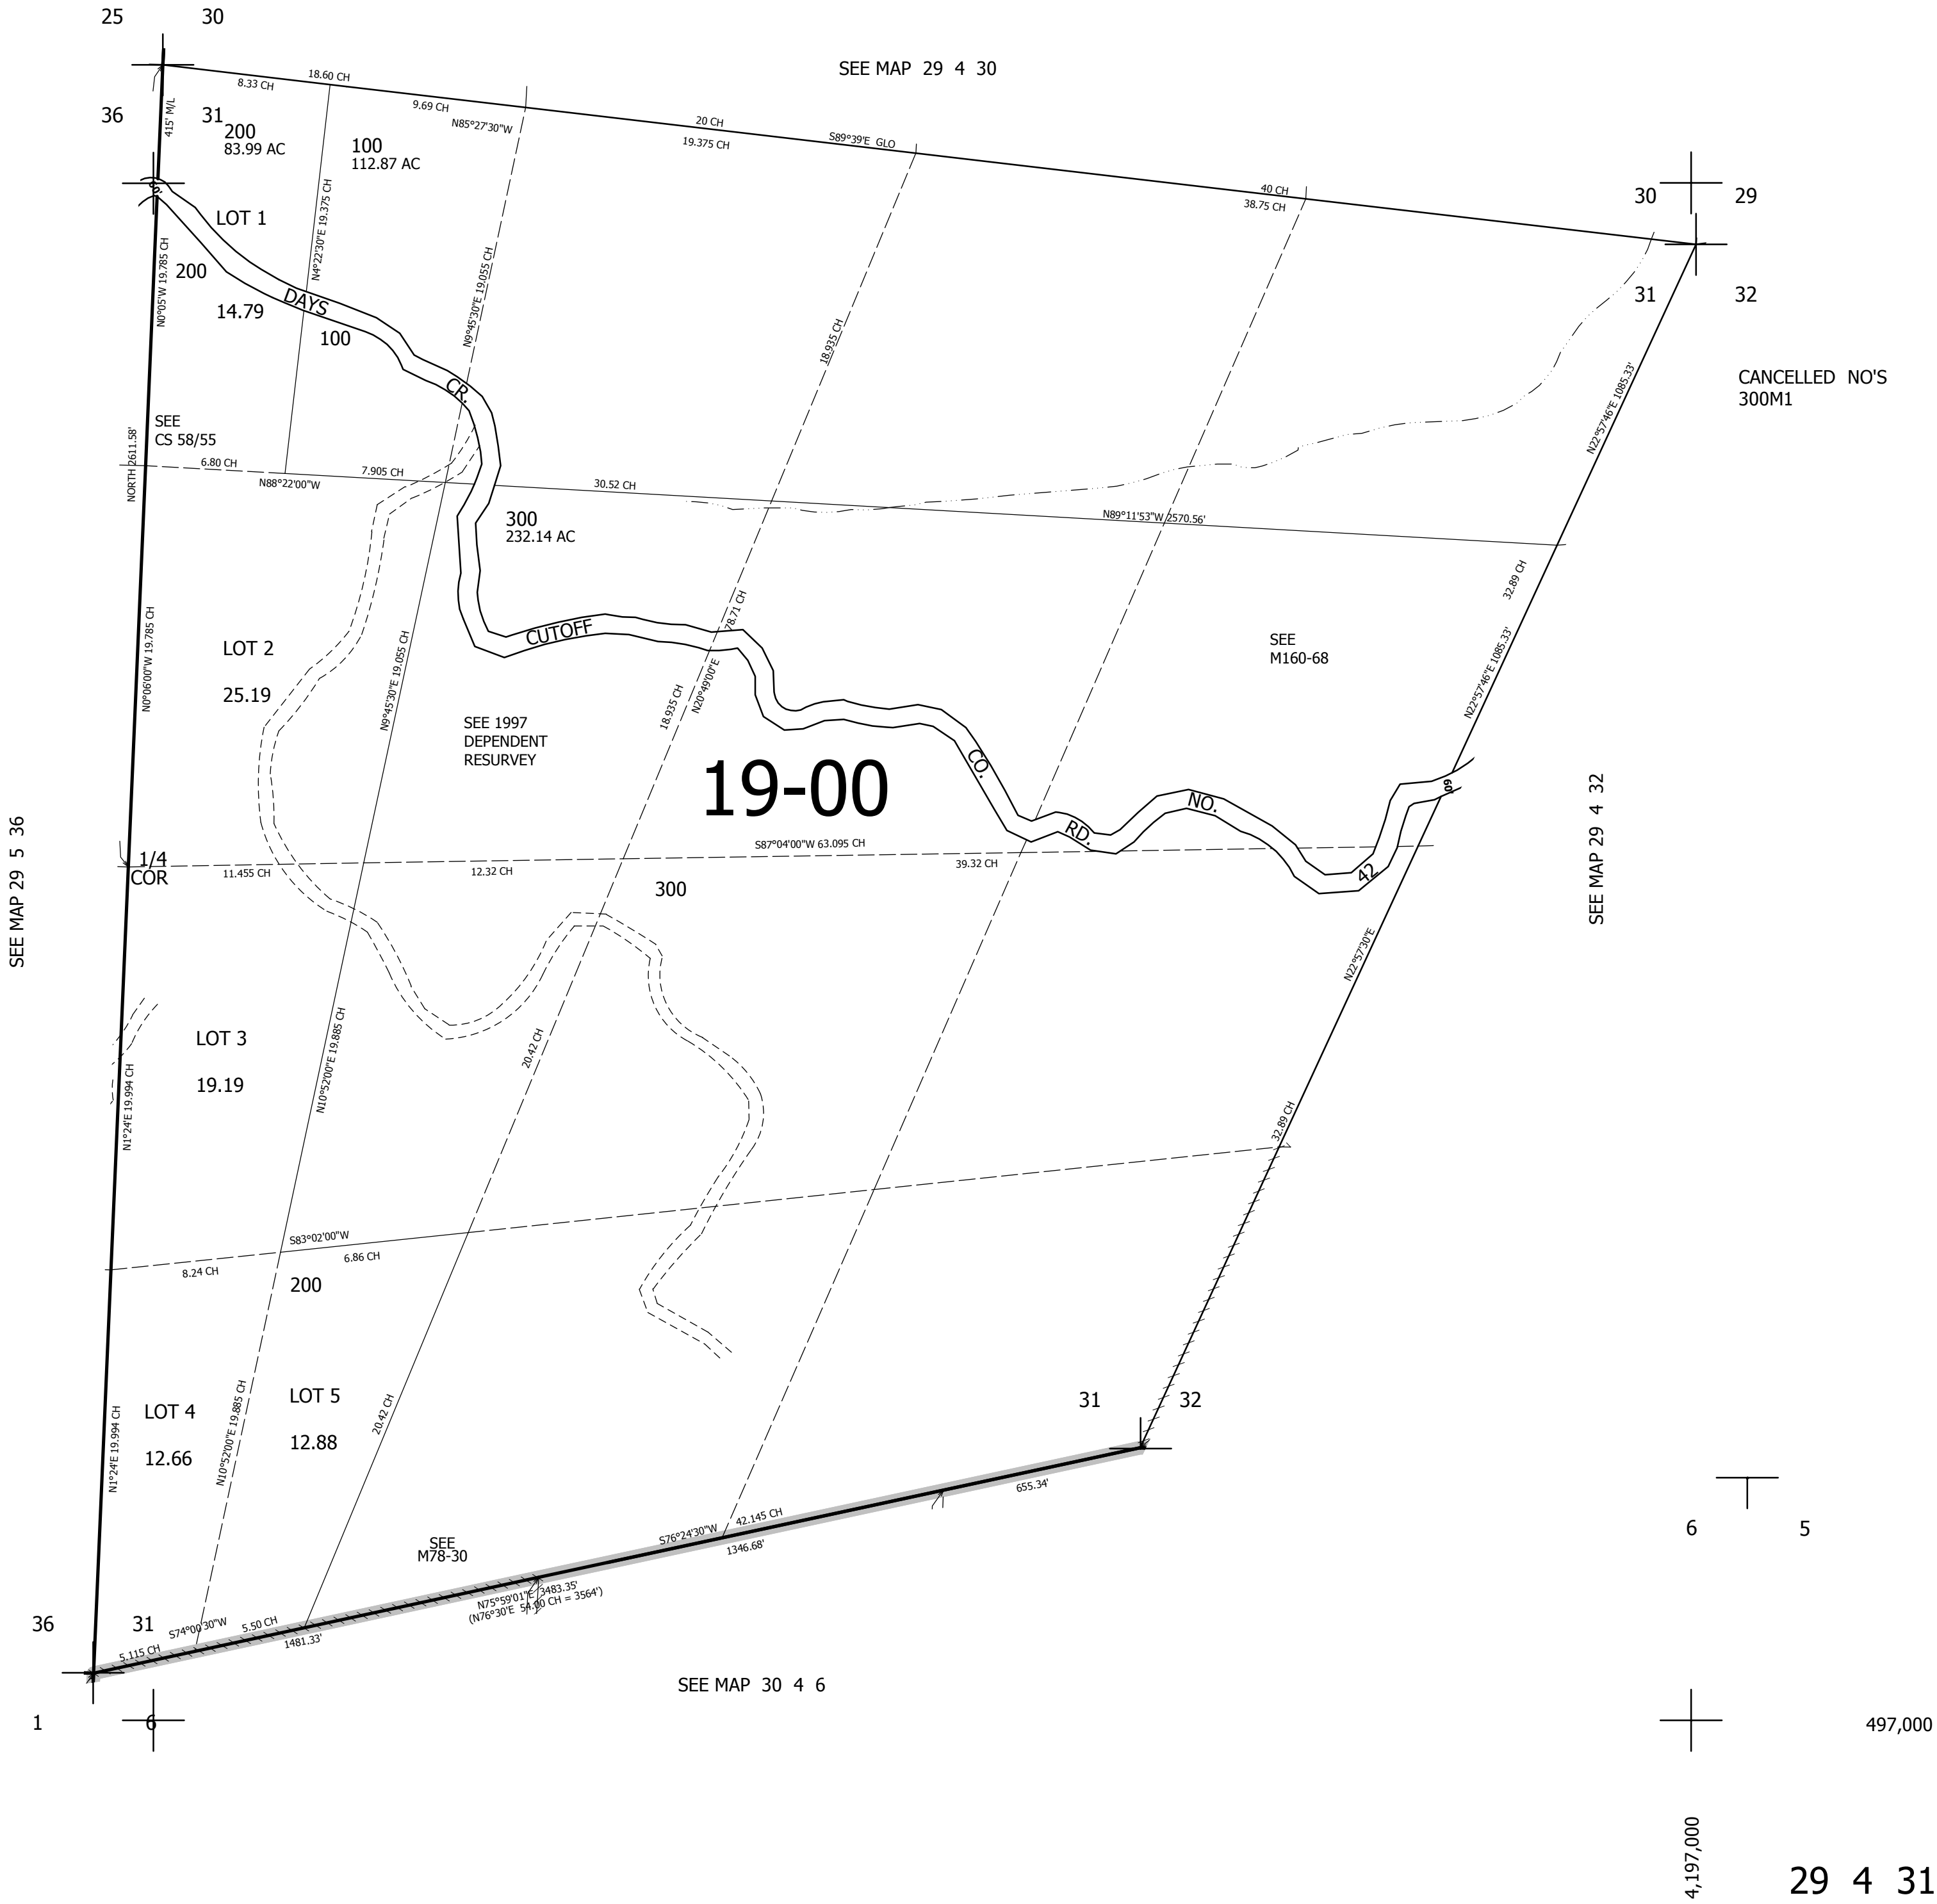 25 30
SEE MAP 29 4 30
18.60 CH
8.33 CH
9.69 CH
N85°27'30"W
20 CH
19.375 CH
S89°39'E GLO
40 CH
38.75 CH
36 31
415' M/L
200
83.99 AC
100
112.87 AC
60'
LOT 1
30 29
31 32
N4°22'30"E 19.375 CH
N9°45'30"E 19.055 CH
N0°05'W 19.785 CH
200
14.79
DAYS
100
18.935 CH
CR.
N22°57'46"E 1085.33'
CANCELLED NO'S
300M1
SEE
CS 58/55
NORTH 2611.58'
6.80 CH
7.905 CH
N88°22'00"W
30.52 CH
300
232.14 AC
N89°11'53"W 2570.56'
32.89 CH
N0°06'00"W 19.785 CH
LOT 2
25.19
N9°45'30"E 19.055 CH
CUTOFF
78.71 CH
18.935 CH
N20°49'00"E
SEE
M160-68
N22°57'46"E 1085.33'
SEE 1997
DEPENDENT
RESURVEY
19-00
CO.
RD.
NO.
42
60'
SEE MAP 29 5 36
SEE MAP 29 4 32
1/4
COR
S87°04'00"W 63.095 CH
11.455 CH
12.32 CH
39.32 CH
300
N22°57'30"E
LOT 3
19.19
N1°24'E 19.994 CH
N10°52'00"E 19.885 CH
20.42 CH
32.89 CH
S83°02'00"W
8.24 CH
6.86 CH
200
LOT 4
12.66
LOT 5
12.88
N1°24'E 19.994 CH
N10°52'00"E 19.885 CH
20.42 CH
31 32
655.34'
SEE
M78-30
S76°24'30"W
42.145 CH
1346.68'
N75°59'01"E 3483.35'
(N76°30'E 54.00 CH = 3564')
36 31
5.115 CH
S74°00'30"W
5.50 CH
1481.33'
SEE MAP 30 4 6
6 5
1 6
497,000
4,197,000
29 4 31